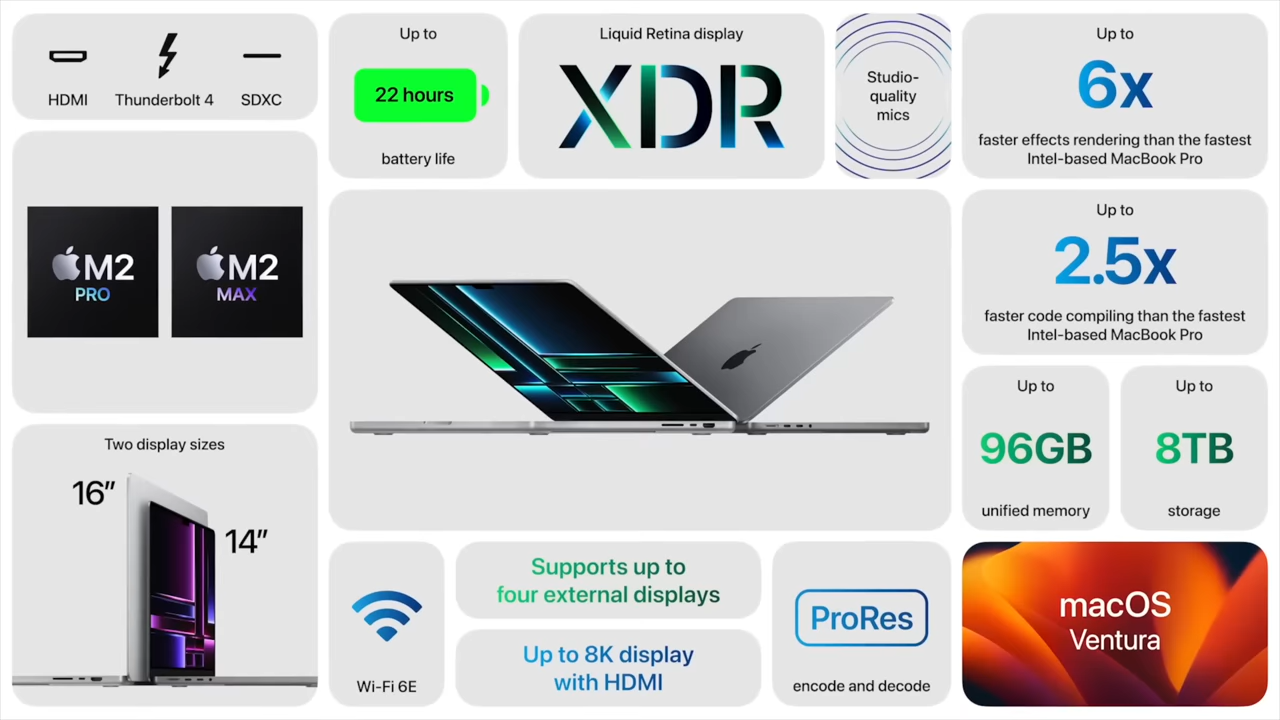 HDMI
Thunderbolt 4
SDXC
M2
PRO
M2
MAX
Two display sizes
16”
14”
Up to
22 hours
battery life
Liquid Retina display
XDR
Studio-
quality
mics
Wi-Fi 6E
Supports up to
four external displays
Up to 8K display
with HDMI
ProRes
encode and decode
Up to
6x
faster effects rendering than the fastest
Intel-based MacBook Pro
Up to
2.5x
faster code compiling than the fastest
Intel-based MacBook Pro
Up to
96GB
unified memory
Up to
8TB
storage
macOS
Ventura